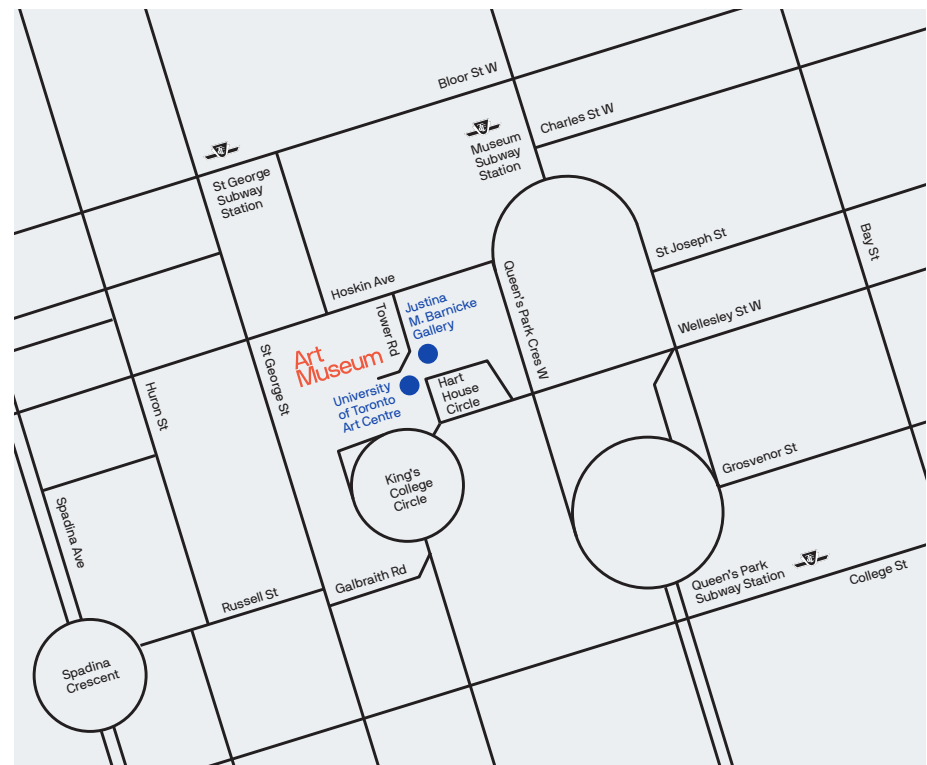 Bloor St W
Charles St W
Museum
Subway
Station
St George
Subway
Station
St Joseph St
Bay St
Hoskin Ave
Queen's Park Cres W
Tower Rd
Justina
M. Barnicke
Gallery
Wellesley St W
Art
Museum
St George St
University
of Toronto
Art Centre
Hart
House
Circle
Huron St
King's
College
Circle
Grosvenor St
Spadina Ave
Galbraith Rd
Queen's Park
Subway Station
College St
Russell St
Spadina
Crescent